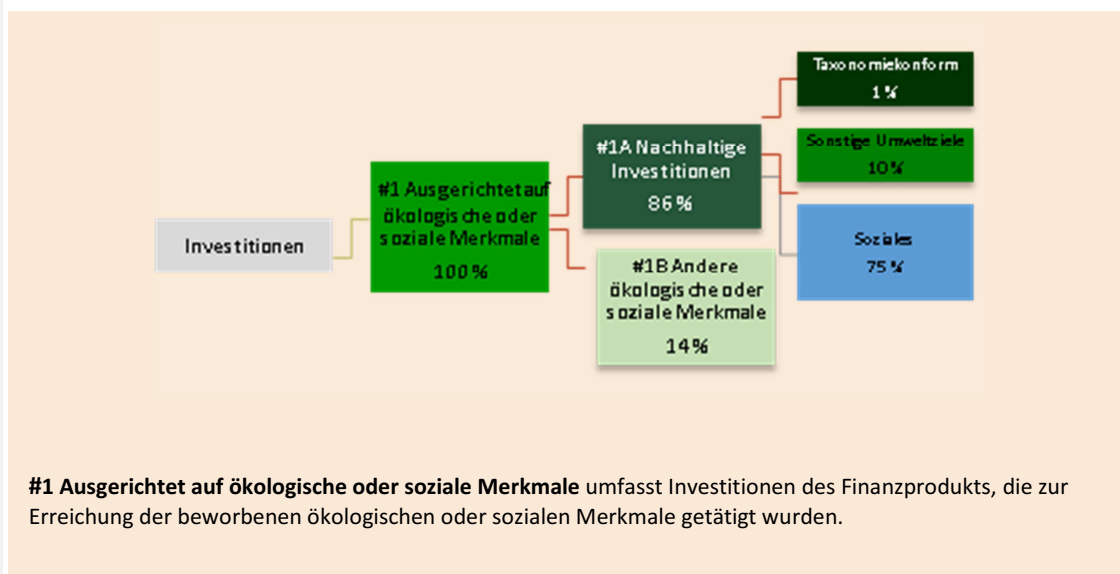 Investitionen
#1 Ausgerichtet auf
ökologische oder
soziale Merkmale
100%
#1A Nachhaltige
Investitionen
86%
#1B Andere
ökologische oder
soziale Merkmale
14%
Taxonomiekonform
1%
Sonstige Umweltziele
10%
Soziales
75%
#1 Ausgerichtet auf ökologische oder soziale Merkmale umfasst Investitionen des Finanzprodukts, die zur
Erreichung der beworbenen ökologischen oder sozialen Merkmale getätigt wurden.